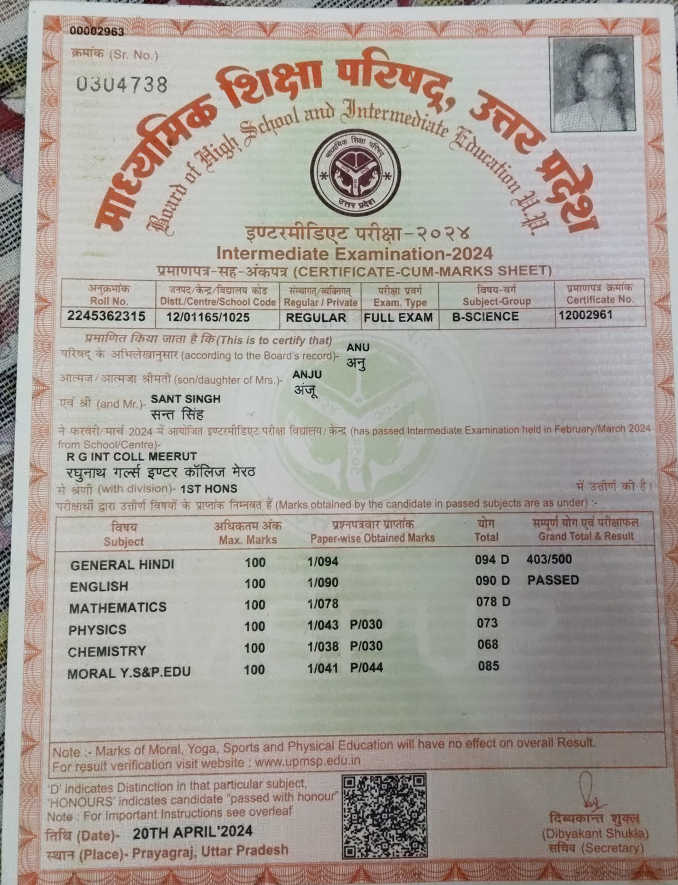 00002963
क्रमांक (Sr. No.)
0304738
माध्यमिक शिक्षा परिषद्, उत्तर प्रदेश
Board of High School and Intermediate Education U.P.
माध्यमिक शिक्षा परिषद्
उत्तर प्रदेश
इण्टरमीडिएट परीक्षा-२०२४
Intermediate Examination-2024
प्रमाणपत्र-सह-अंकपत्र (CERTIFICATE-CUM-MARKS SHEET)
अनुक्रमांक जनपद/केन्द्र/विद्यालय कोड संस्थागत/व्यक्तिगत परीक्षा प्रवर्ग विषय-वर्ग प्रमाणपत्र क्रमांक
Roll No. Distt./Centre/School Code Regular / Private Exam. Type Subject-Group Certificate No.
2245362315 12/01165/1025 REGULAR FULL EXAM B-SCIENCE 12002961
प्रमाणित किया जाता है कि (This is to certify that)
परिषद् के अभिलेखानुसार (according to the Board's record)- ANU
अनु
आत्मज/आत्मजा श्रीमती (son/daughter of Mrs.)- ANJU
अंजू
एवं श्री (and Mr.)- SANT SINGH
सन्त सिंह
ने फरवरी/मार्च 2024 में आयोजित इण्टरमीडिएट परीक्षा विद्यालय/केन्द्र (has passed Intermediate Examination held in February/March 2024
from School/Centre)-
R G INT COLL MEERUT
रघुनाथ गर्ल्स इण्टर कॉलिज मेरठ
से श्रेणी (with division)- 1ST HONS में उत्तीर्ण की है।
परीक्षार्थी द्वारा उत्तीर्ण विषयों के प्राप्तांक निम्नवत हैं (Marks obtained by the candidate in passed subjects are as under) :-
विषय अधिकतम अंक प्रश्नपत्रवार प्राप्तांक योग सम्पूर्ण योग एवं परीक्षाफल
Subject Max. Marks Paper-wise Obtained Marks Total Grand Total & Result
GENERAL HINDI 100 1/094 094 D 403/500
ENGLISH 100 1/090 090 D PASSED
MATHEMATICS 100 1/078 078 D
PHYSICS 100 1/043 P/030 073
CHEMISTRY 100 1/038 P/030 068
MORAL Y.S&P.EDU 100 1/041 P/044 085
Note :- Marks of Moral, Yoga, Sports and Physical Education will have no effect on overall Result.
For result verification visit website : www.upmsp.edu.in
'D' indicates Distinction in that particular subject,
'HONOURS' indicates candidate "passed with honour"
Note : For Important Instructions see overleaf
तिथि (Date)- 20TH APRIL'2024
स्थान (Place)- Prayagraj, Uttar Pradesh
दिब्यकान्त शुक्ल
(Dibyakant Shukla)
सचिव (Secretary)